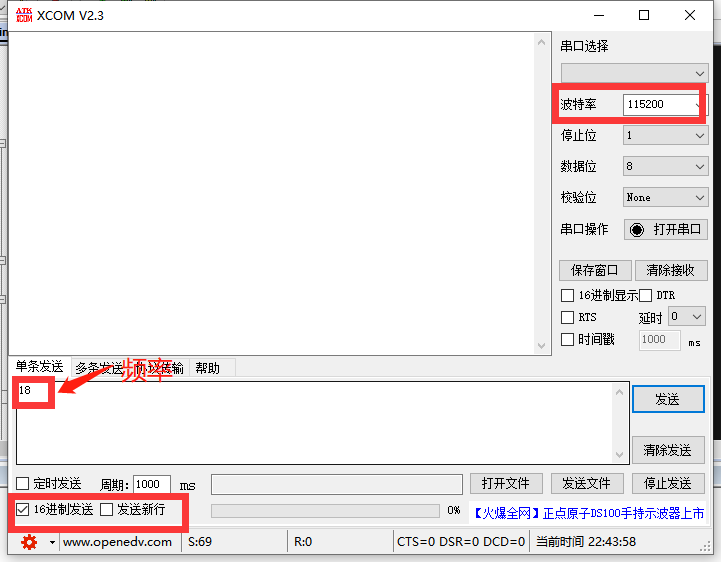 ATK
XCOM
XCOM V2.3
串口选择
波特率 115200
停止位 1
数据位 8
校验位 None
串口操作 打开串口
保存窗口 清除接收
16进制显示 DTR
RTS 延时 0
时间戳 1000 ms
单条发送 多条发送 协议传输 帮助
频率
18
发送
清除发送
定时发送 周期: 1000 ms 打开文件 发送文件 停止发送
16进制发送 发送新行 0% 【火爆全网】正点原子DS100手持示波器上市
www.openedv.com S:69 R:0 CTS=0 DSR=0 DCD=0 当前时间 22:43:58